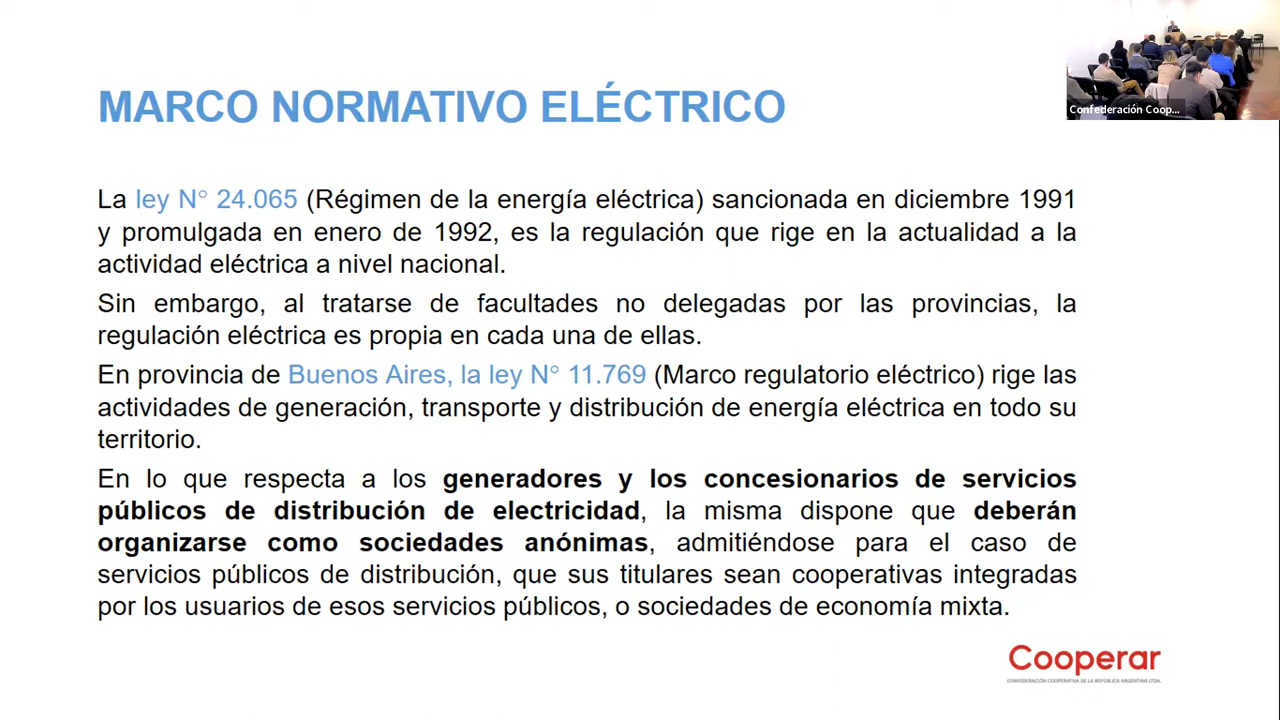 Confederación Coop...
MARCO NORMATIVO ELÉCTRICO
La ley N° 24.065 (Régimen de la energía eléctrica) sancionada en diciembre 1991
y promulgada en enero de 1992, es la regulación que rige en la actualidad a la
actividad eléctrica a nivel nacional.
Sin embargo, al tratarse de facultades no delegadas por las provincias, la
regulación eléctrica es propia en cada una de ellas.
En provincia de Buenos Aires, la ley N° 11.769 (Marco regulatorio eléctrico) rige las
actividades de generación, transporte y distribución de energía eléctrica en todo su
territorio.
En lo que respecta a los generadores y los concesionarios de servicios
públicos de distribución de electricidad, la misma dispone que deberán
organizarse como sociedades anónimas, admitiéndose para el caso de
servicios públicos de distribución, que sus titulares sean cooperativas integradas
por los usuarios de esos servicios públicos, o sociedades de economía mixta.
Cooperar
CONFEDERACIÓN COOPERATIVA DE LA REPÚBLICA ARGENTINA LTDA.